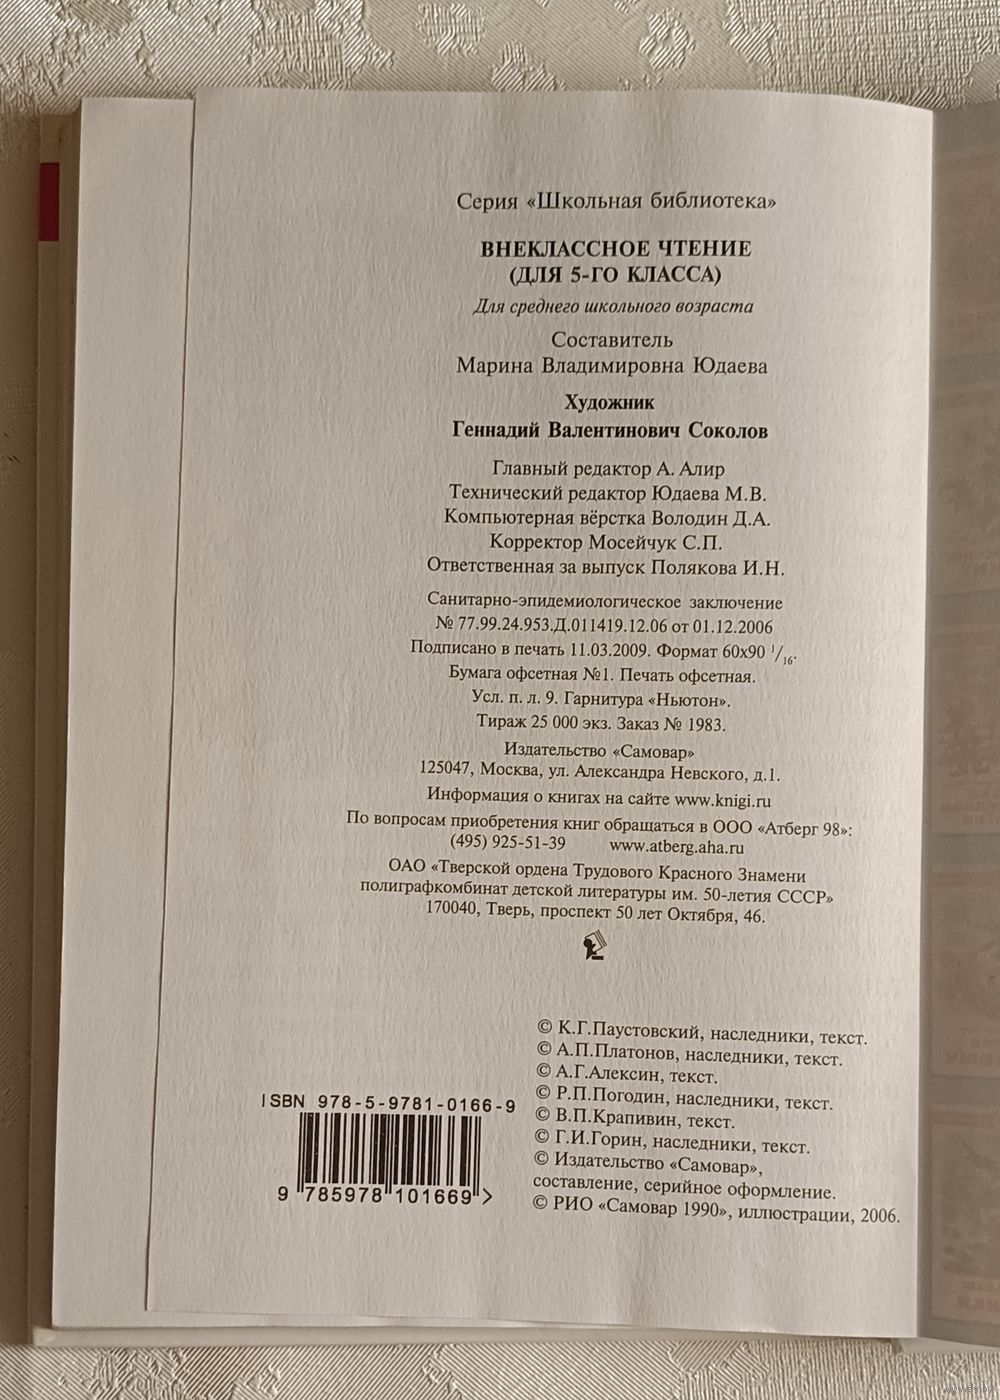 Серия «Школьная библиотека»
ВНЕКЛАССНОЕ ЧТЕНИЕ
(ДЛЯ 5-ГО КЛАССА)
Для среднего школьного возраста
Составитель
Марина Владимировна Юдаева
Художник
Геннадий Валентинович Соколов
Главный редактор А. Алир
Технический редактор Юдаева М.В.
Компьютерная вёрстка Володин Д.А.
Корректор Мосейчук С.П.
Ответственная за выпуск Полякова И.Н.
Санитарно-эпидемиологическое заключение
№ 77.99.24.953.Д.011419.12.06 от 01.12.2006
Подписано в печать 11.03.2009. Формат 60х90 1/16.
Бумага офсетная №1. Печать офсетная.
Усл. п. л. 9. Гарнитура «Ньютон».
Тираж 25 000 экз. Заказ № 1983.
Издательство «Самовар»
125047, Москва, ул. Александра Невского, д.1.
Информация о книгах на сайте www.knigi.ru
По вопросам приобретения книг обращаться в ООО «Атберг 98»:
(495) 925-51-39 www.atberg.aha.ru
ОАО «Тверской ордена Трудового Красного Знамени
полиграфкомбинат детской литературы им. 50-летия СССР»
170040, Тверь, проспект 50 лет Октября, 46.
© К.Г.Паустовский, наследники, текст.
© А.П.Платонов, наследники, текст.
© А.Г.Алексин, текст.
© Р.П.Погодин, наследники, текст.
© В.П.Крапивин, текст.
© Г.И.Горин, наследники, текст.
© Издательство «Самовар»,
составление, серийное оформление.
© РИО «Самовар 1990», иллюстрации, 2006.
ISBN 978-5-9781-0166-9
9 785978 101669 >